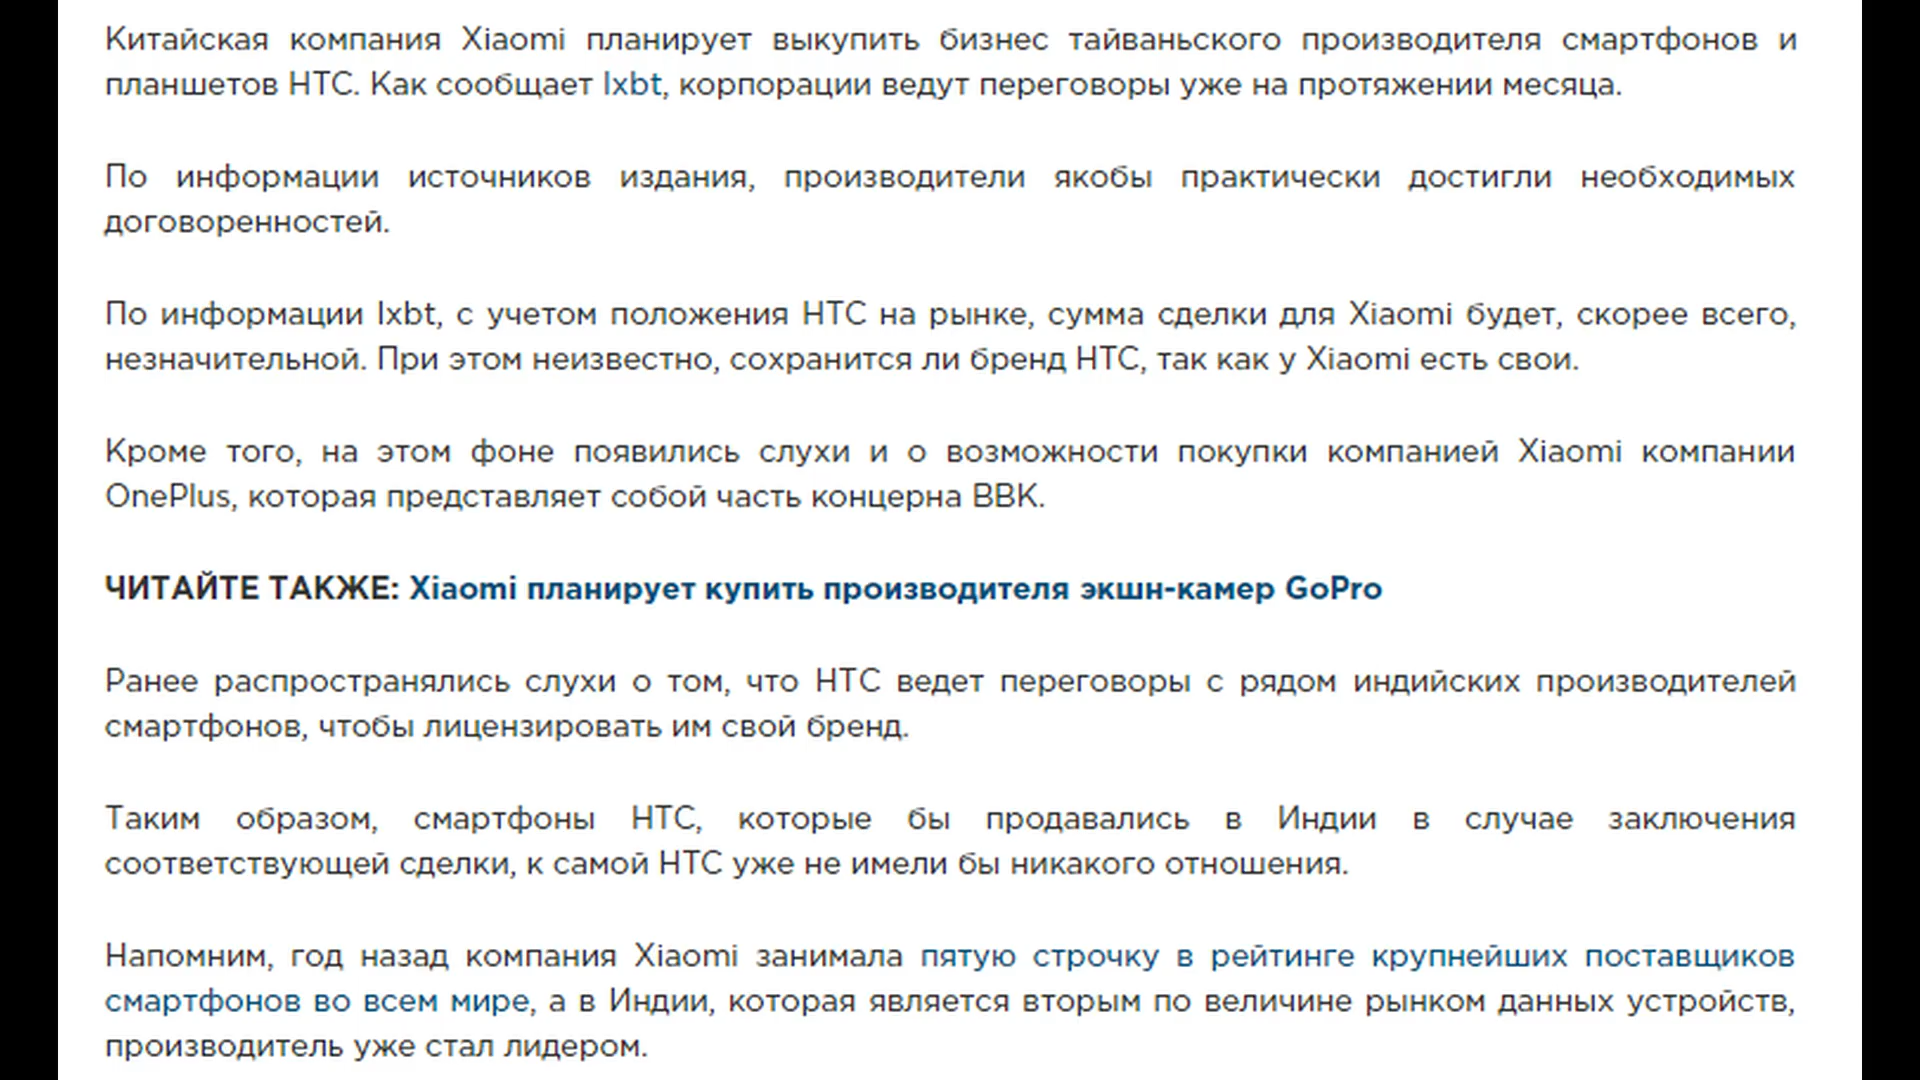 Китайская компания Xiaomi планирует выкупить бизнес тайваньского производителя смартфонов и
планшетов HTC. Как сообщает Ixbt, корпорации ведут переговоры уже на протяжении месяца.
По информации источников издания, производители якобы практически достигли необходимых
договоренностей.
По информации Ixbt, с учетом положения HTC на рынке, сумма сделки для Xiaomi будет, скорее всего,
незначительной. При этом неизвестно, сохранится ли бренд HTC, так как у Xiaomi есть свои.
Кроме того, на этом фоне появились слухи и о возможности покупки компанией Xiaomi компании
OnePlus, которая представляет собой часть концерна BBK.
ЧИТАЙТЕ ТАКЖЕ: Xiaomi планирует купить производителя экшн-камер GoPro
Ранее распространялись слухи о том, что HTC ведет переговоры с рядом индийских производителей
смартфонов, чтобы лицензировать им свой бренд.
Таким образом, смартфоны HTC, которые бы продавались в Индии в случае заключения
соответствующей сделки, к самой HTC уже не имели бы никакого отношения.
Напомним, год назад компания Xiaomi занимала пятую строчку в рейтинге крупнейших поставщиков
смартфонов во всем мире, а в Индии, которая является вторым по величине рынком данных устройств,
производитель уже стал лидером.